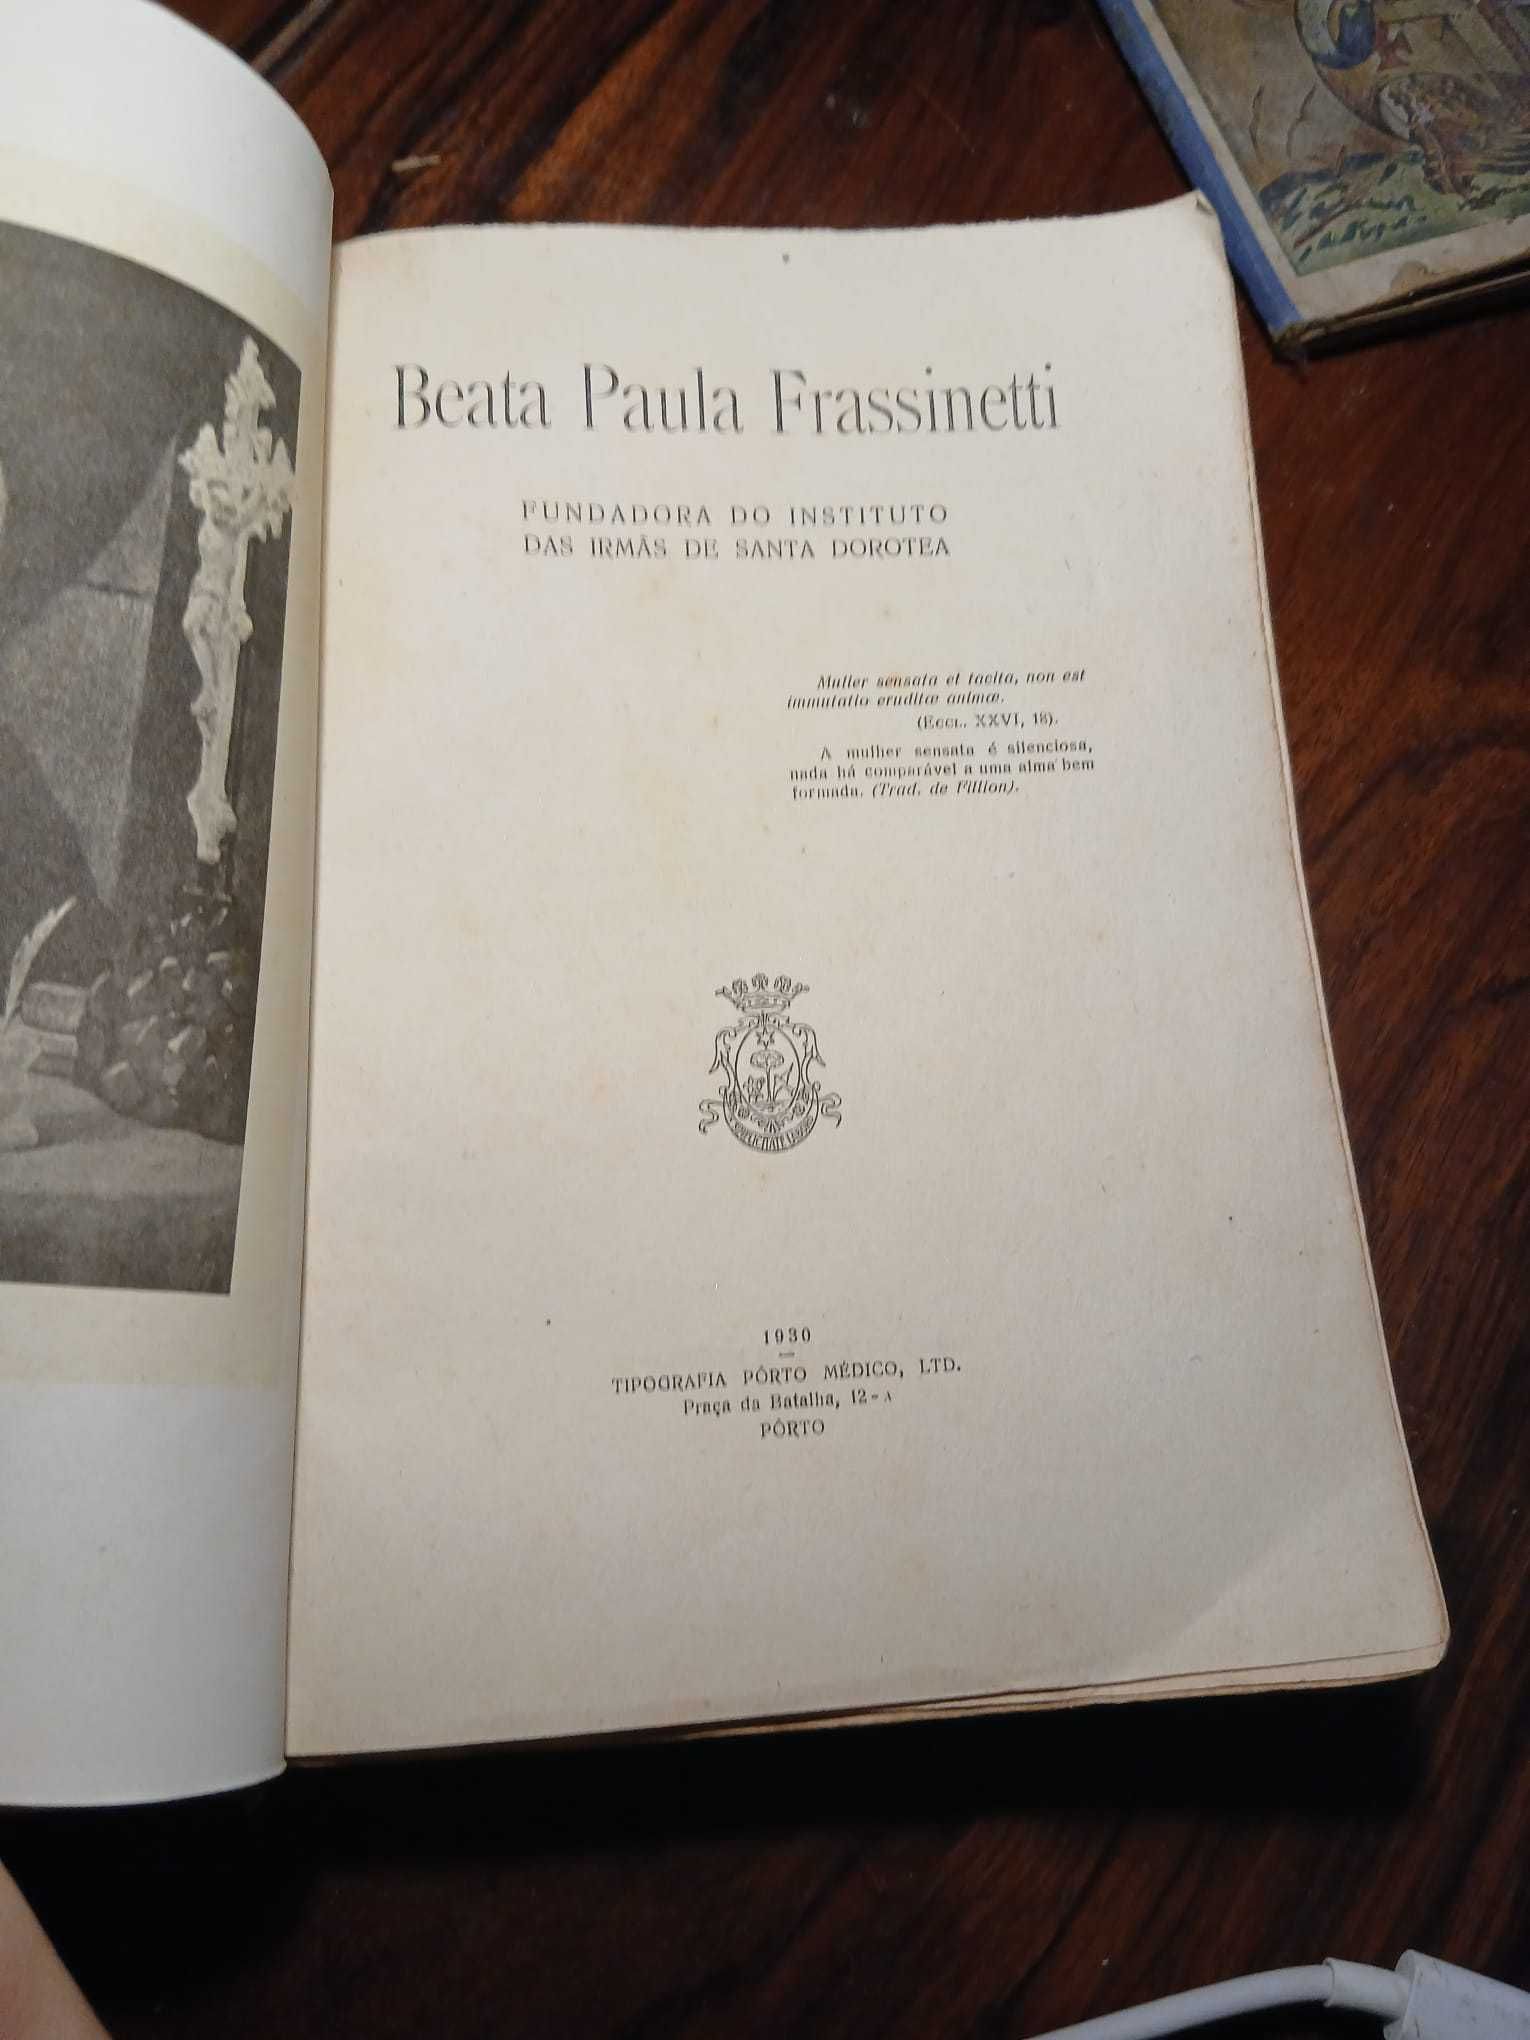 Beata Paula Frassinetti
FUNDADORA DO INSTITUTO
DAS IRMÃS DE SANTA DOROTEA
Mulier sensata et tacita, non est
immutatio eruditæ animæ.
(ECCL. XXVI, 18).
A mulher sensata é silenciosa,
nada há comparável a uma alma bem
formada. (Trad. de Fillion).
1930
TIPOGRAFIA PÔRTO MÉDICO, LTD.
Praça da Batalha, 12-A
PÔRTO